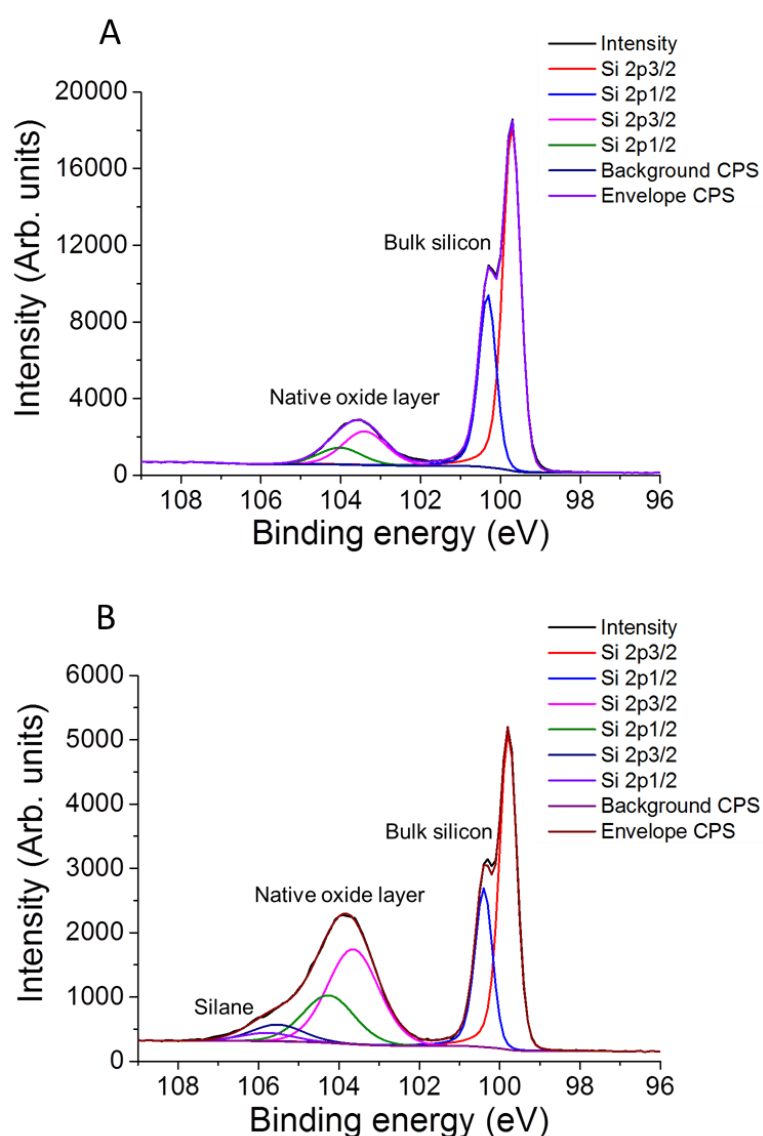 A
Intensity
Si 2p3/2
Si 2p1/2
Si 2p3/2
Si 2p1/2
Background CPS
Envelope CPS
20000
16000
12000
8000
4000
0
Intensity (Arb. units)
Bulk silicon
Native oxide layer
108 106 104 102 100 98 96
Binding energy (eV)
B
Intensity
Si 2p3/2
Si 2p1/2
Si 2p3/2
Si 2p1/2
Si 2p3/2
Si 2p1/2
Background CPS
Envelope CPS
6000
5000
4000
3000
2000
1000
0
Intensity (Arb. units)
Bulk silicon
Native oxide layer
Silane
108 106 104 102 100 98 96
Binding energy (eV)